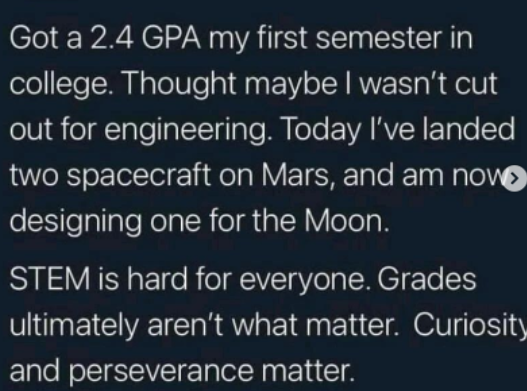 Got a 2.4 GPA my first semester in
college. Thought maybe I wasn't cut
out for engineering. Today I've landed
two spacecraft on Mars, and am now
designing one for the Moon.
STEM is hard for everyone. Grades
ultimately aren't what matter. Curiosity
and perseverance matter.